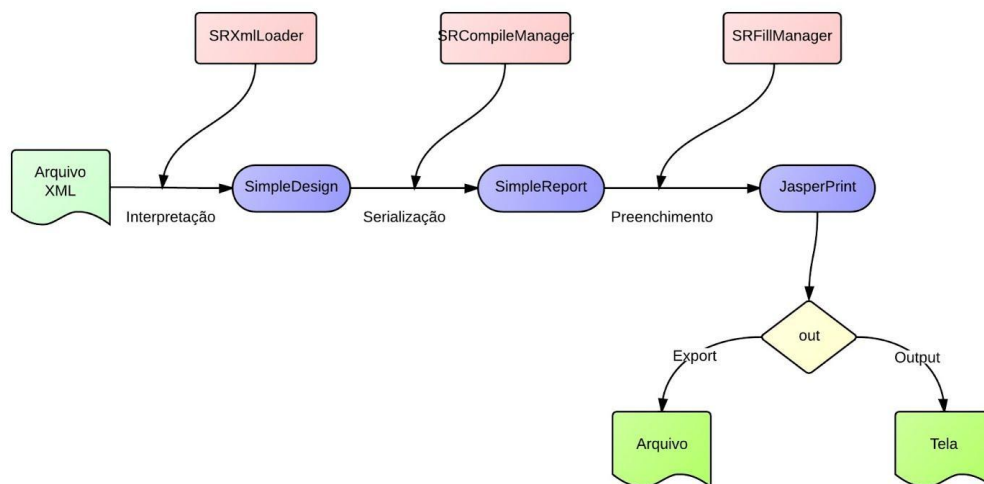 SRXmlLoader
SRCompileManager
SRFillManager
Arquivo
XML
SimpleDesign
SimpleReport
JasperPrint
Interpretação
Serialização
Preenchimento
out
Export
Output
Arquivo
Tela